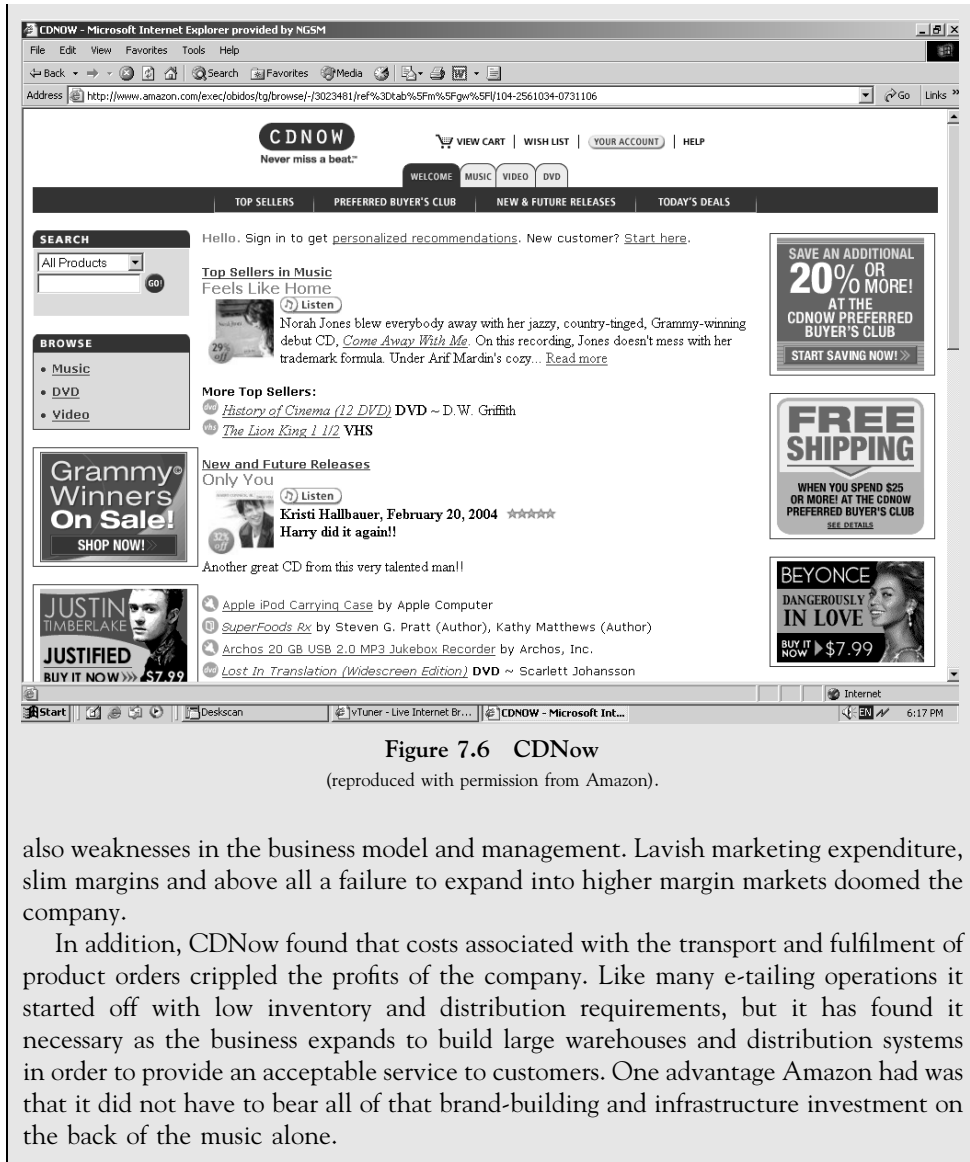 CDNOW - Microsoft Internet Explorer provided by NGSM
File Edit View Favorites Tools Help
Back Search Favorites Media
Address http://www.amazon.com/exec/obidos/tg/browse/-/3023481/ref%3Dtab%5Fm%5Fgw%5Fl/104-2561034-0731106 Go Links »
CDNOW
Never miss a beat.™
VIEW CART | WISH LIST | YOUR ACCOUNT | HELP
WELCOME MUSIC VIDEO DVD
TOP SELLERS | PREFERRED BUYER'S CLUB | NEW & FUTURE RELEASES | TODAY'S DEALS
SEARCH
All Products
GO!
BROWSE
• Music
• DVD
• Video
Grammy©
Winners
On Sale!
SHOP NOW! »
JUSTIN
TIMBERLAKE
JUSTIFIED
BUY IT NOW »» $7.99
Hello. Sign in to get personalized recommendations. New customer? Start here.
Top Sellers in Music
Feels Like Home
Listen
29% off
Norah Jones blew everybody away with her jazzy, country-tinged, Grammy-winning
debut CD, Come Away With Me. On this recording, Jones doesn't mess with her
trademark formula. Under Arif Mardin's cozy... Read more
More Top Sellers:
dvd History of Cinema (12 DVD) DVD ~ D.W. Griffith
vhs The Lion King 1 1/2 VHS
New and Future Releases
Only You
Listen
32% off
Kristi Hallbauer, February 20, 2004 ☆☆☆☆☆
Harry did it again!!
Another great CD from this very talented man!!
Apple iPod Carrying Case by Apple Computer
SuperFoods Rx by Steven G. Pratt (Author), Kathy Matthews (Author)
Archos 20 GB USB 2.0 MP3 Jukebox Recorder by Archos, Inc.
dvd Lost In Translation (Widescreen Edition) DVD ~ Scarlett Johansson
SAVE AN ADDITIONAL
20% OR
MORE!
AT THE
CDNOW PREFERRED
BUYER'S CLUB
START SAVING NOW! »
FREE
SHIPPING
WHEN YOU SPEND $25
OR MORE! AT THE CDNOW
PREFERRED BUYER'S CLUB
SEE DETAILS
BEYONCE
DANGEROUSLY
IN LOVE
BUY IT
NOW $7.99
Internet
Start Deskscan vTuner - Live Internet Br... CDNOW - Microsoft Int... EN 6:17 PM
Figure 7.6 CDNow
(reproduced with permission from Amazon).
also weaknesses in the business model and management. Lavish marketing expenditure,
slim margins and above all a failure to expand into higher margin markets doomed the
company.
In addition, CDNow found that costs associated with the transport and fulfilment of
product orders crippled the profits of the company. Like many e-tailing operations it
started off with low inventory and distribution requirements, but it has found it
necessary as the business expands to build large warehouses and distribution systems
in order to provide an acceptable service to customers. One advantage Amazon had was
that it did not have to bear all of that brand-building and infrastructure investment on
the back of the music alone.